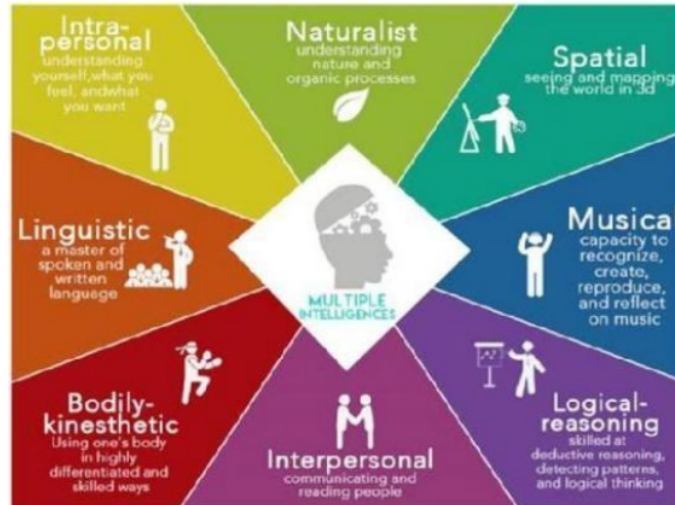 Intra-
personal
understanding
yourself,what you
feel, andwhat
you want
Naturalist
understanding
nature and
organic processes
Spatial
seeing and mapping
the world in 3d
Linguistic
a master of
spoken and
written
language
MULTIPLE
INTELLIGENCES
Musica
capacity to
recognize,
create,
reproduce,
and reflect
on music
Bodily-
kinesthetic
Using one's body
in highly
differentiated and
skilled ways
Interpersonal
communicating and
reading people
Logical-
reasoning
skilled at
deductive reasoning,
detecting patterns,
and logical thinking